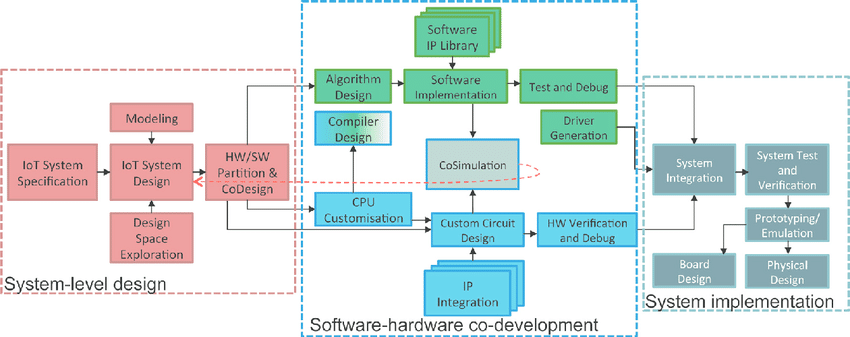 Software
IP Library
Algorithm
Design
Software
Implementation
Test and Debug
Modeling
Compiler
Design
Driver
Generation
IoT System
Specification
IoT System
Design
HW/SW
Partition &
CoDesign
CoSimulation
System
Integration
System Test
and
Verification
CPU
Customisation
Design
Space
Exploration
Custom Circuit
Design
HW Verification
and Debug
Prototyping/
Emulation
IP
Integration
Board
Design
Physical
Design
System-level design
Software-hardware co-development
System implementation